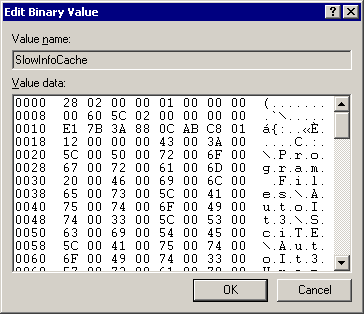 Edit Binary Value
Value name:
SlowInfoCache
Value data:
0000 28 02 00 00 01 00 00 00 (.......
0008 00 60 5C 02 00 00 00 00 .`\.....
0010 E1 7B 3A 88 0C AB C8 01 á{:..«È.
0018 12 00 00 00 43 00 3A 00 ....C.:.
0020 5C 00 50 00 72 00 6F 00 \.P.r.o.
0028 67 00 72 00 61 00 6D 00 g.r.a.m.
0030 20 00 46 00 69 00 6C 00 .F.i.l.
0038 65 00 73 00 5C 00 41 00 e.s.\.A.
0040 75 00 74 00 6F 00 49 00 u.t.o.I.
0048 74 00 33 00 5C 00 53 00 t.3.\.S.
0050 63 00 69 00 54 00 45 00 c.i.T.E.
0058 5C 00 41 00 75 00 74 00 \.A.u.t.
0060 6F 00 49 00 74 00 33 00 o.I.t.3.
OK
Cancel